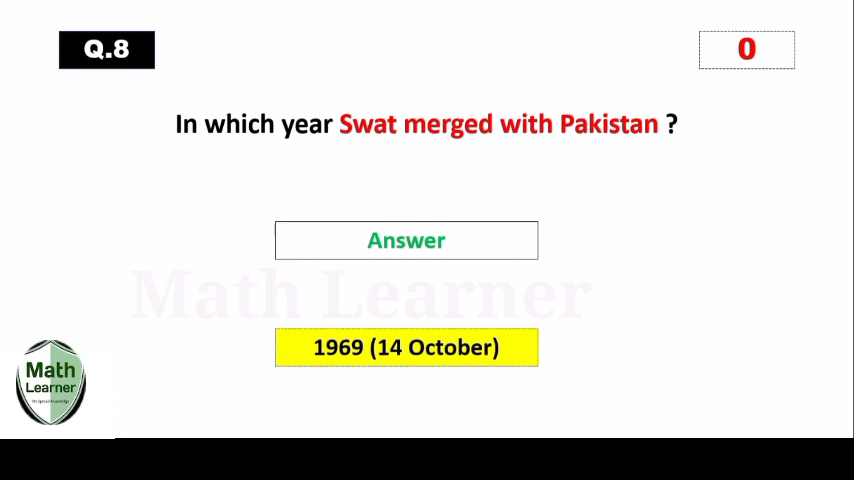 Q.8
0
In which year Swat merged with Pakistan ?
Answer
Math Learner
1969 (14 October)
Math
Learner